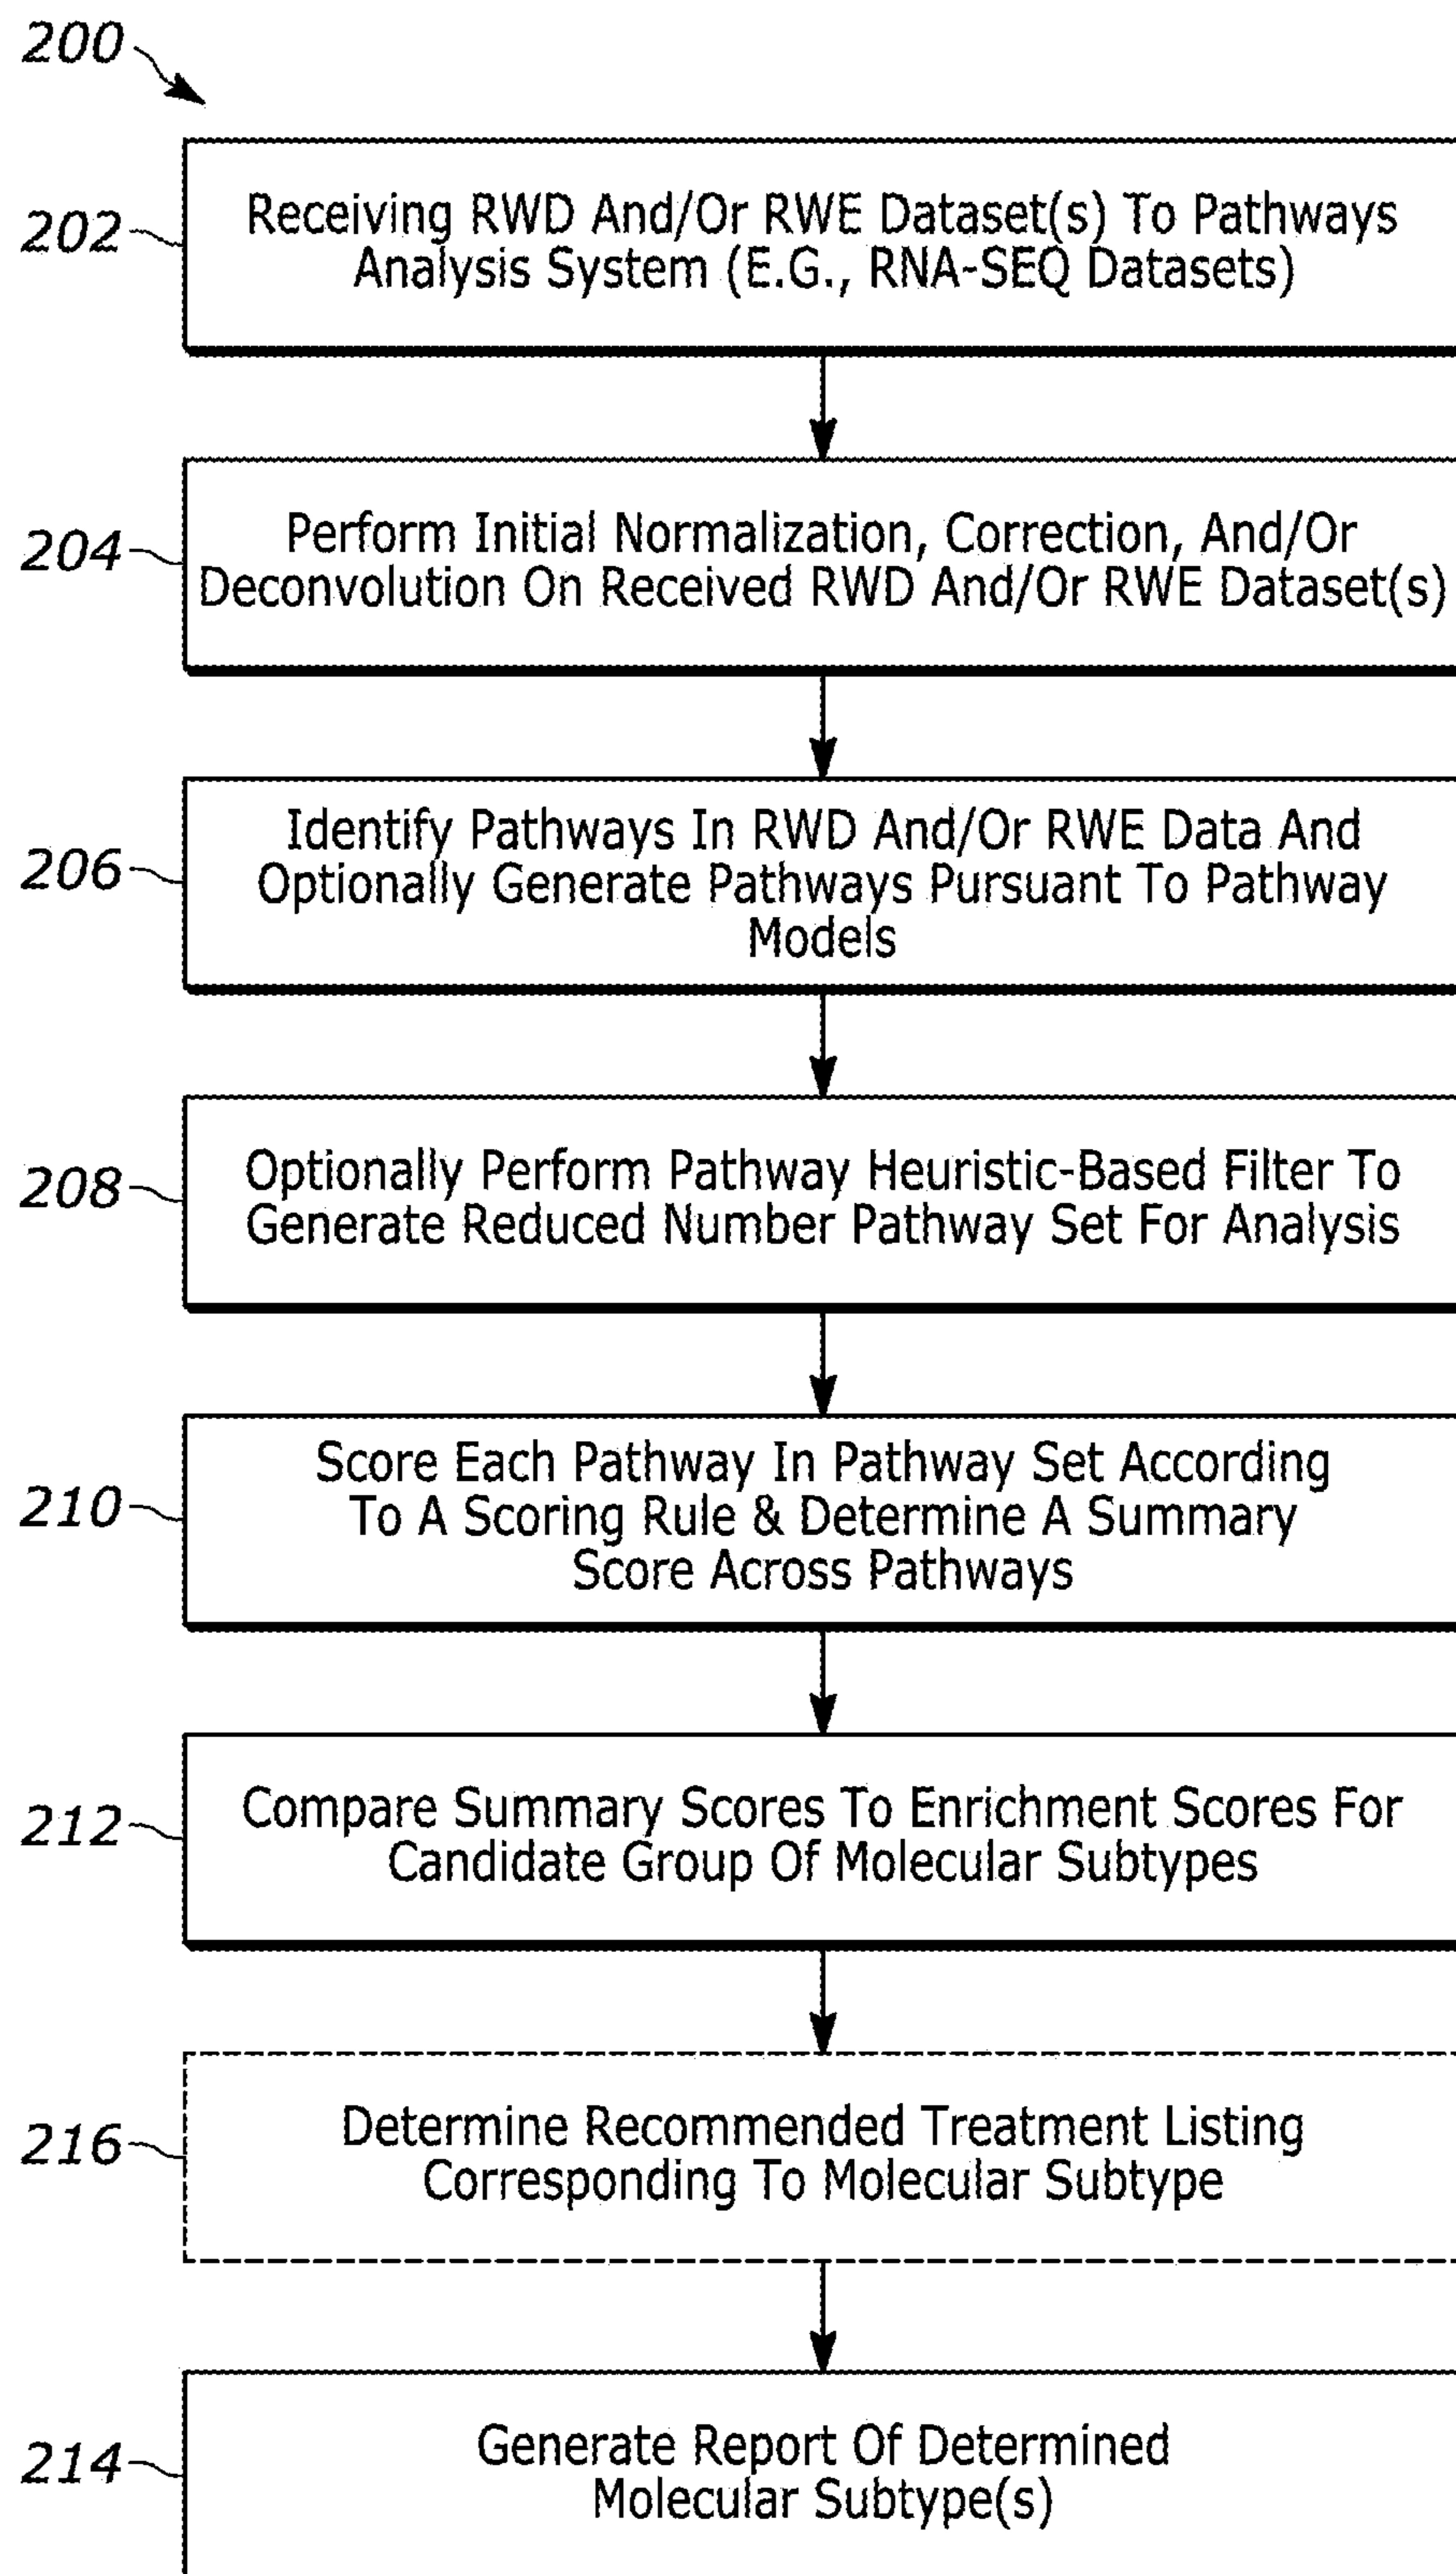 200
202
Receiving RWD And/Or RWE Dataset(s) To Pathways
Analysis System (E.G., RNA-SEQ Datasets)
204
Perform Initial Normalization, Correction, And/Or
Deconvolution On Received RWD And/Or RWE Dataset(s)
206
Identify Pathways In RWD And/Or RWE Data And
Optionally Generate Pathways Pursuant To Pathway
Models
208
Optionally Perform Pathway Heuristic-Based Filter To
Generate Reduced Number Pathway Set For Analysis
210
Score Each Pathway In Pathway Set According
To A Scoring Rule & Determine A Summary
Score Across Pathways
212
Compare Summary Scores To Enrichment Scores For
Candidate Group Of Molecular Subtypes
216
Determine Recommended Treatment Listing
Corresponding To Molecular Subtype
214
Generate Report Of Determined
Molecular Subtype(s)